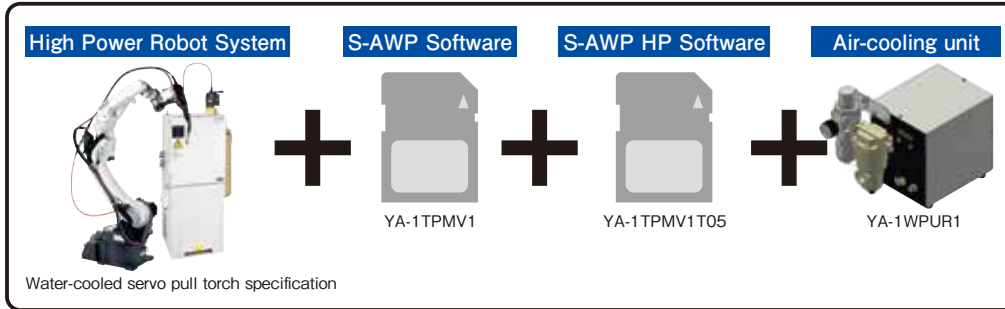 High Power Robot System
S-AWP Software
S-AWP HP Software
Air-cooling unit
YA-1TPMV1
YA-1TPMV1T05
YA-1WPUR1
Water-cooled servo pull torch specification